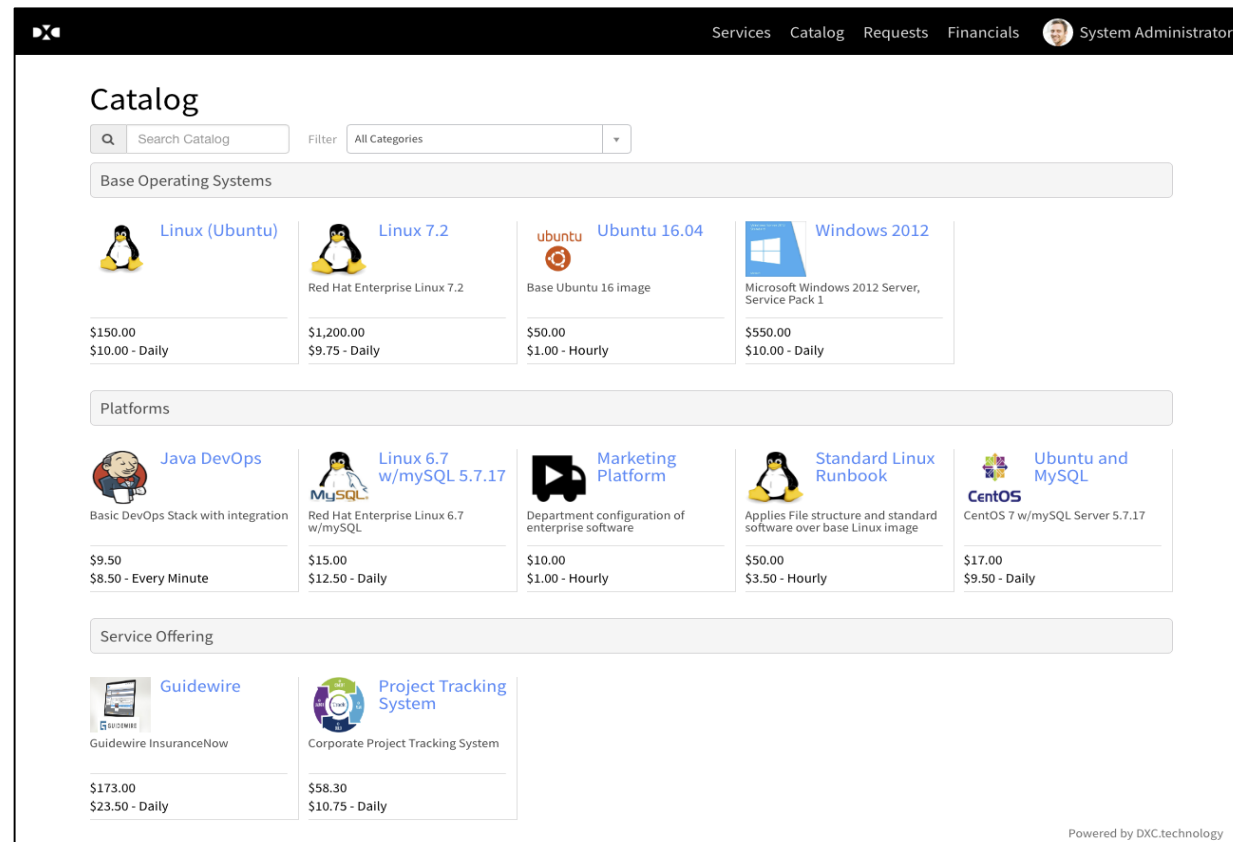 DXC
Services Catalog Requests Financials System Administrator
Catalog
Search Catalog Filter All Categories
Base Operating Systems
Linux (Ubuntu)
Red Hat Enterprise Linux 7.2
Linux 7.2
ubuntu
Ubuntu 16.04
Base Ubuntu 16 image
Windows 2012
Microsoft Windows 2012 Server,
Service Pack 1
$150.00
$10.00 - Daily
$1,200.00
$9.75 - Daily
$50.00
$1.00 - Hourly
$550.00
$10.00 - Daily
Platforms
Java DevOps
Basic DevOps Stack with integration
$9.50
$8.50 - Every Minute
Linux 6.7
w/mySQL 5.7.17
MySQL
Red Hat Enterprise Linux 6.7
w/mySQL
$15.00
$12.50 - Daily
Marketing
Platform
Department configuration of
enterprise software
$10.00
$1.00 - Hourly
Standard Linux
Runbook
Applies File structure and standard
software over base Linux image
$50.00
$3.50 - Hourly
Ubuntu and
MySQL
CentOS
CentOS 7 w/mySQL Server 5.7.17
$17.00
$9.50 - Daily
Service Offering
Guidewire
GUIDEWIRE
Guidewire InsuranceNow
$173.00
$23.50 - Daily
Project Tracking
System
Corporate Project Tracking System
$58.30
$10.75 - Daily
Powered by DXC.technology